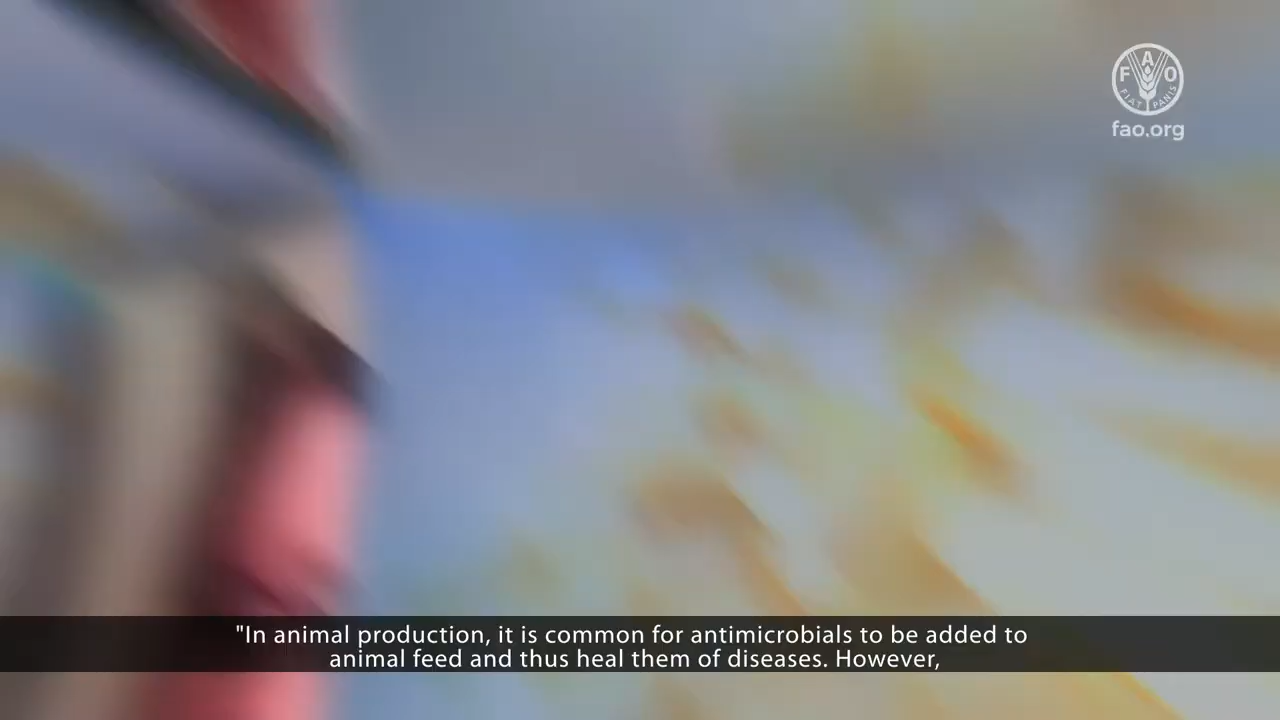 FAO
FIAT PANIS
fao.org
"In animal production, it is common for antimicrobials to be added to
animal feed and thus heal them of diseases. However,